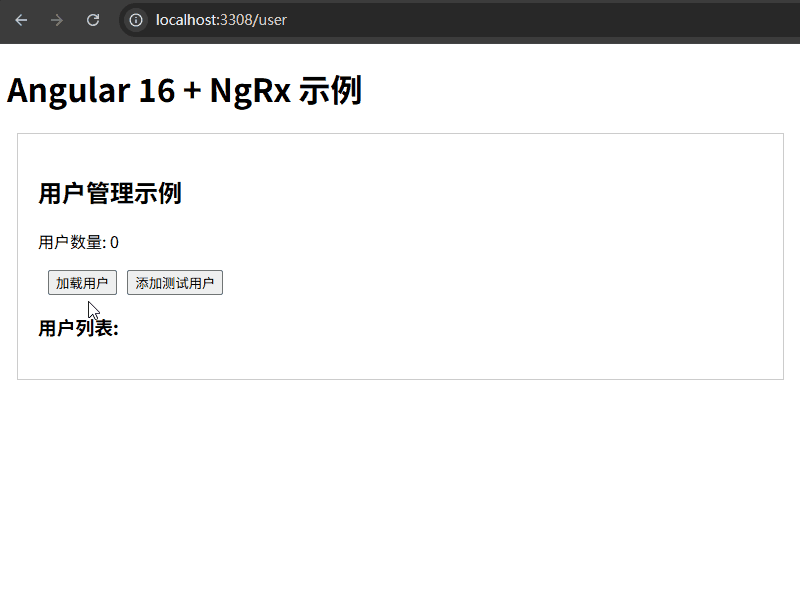 localhost:3308/user
Angular 16 + NgRx 示例
用户管理示例
用户数量: 0
加载用户 添加测试用户
用户列表: